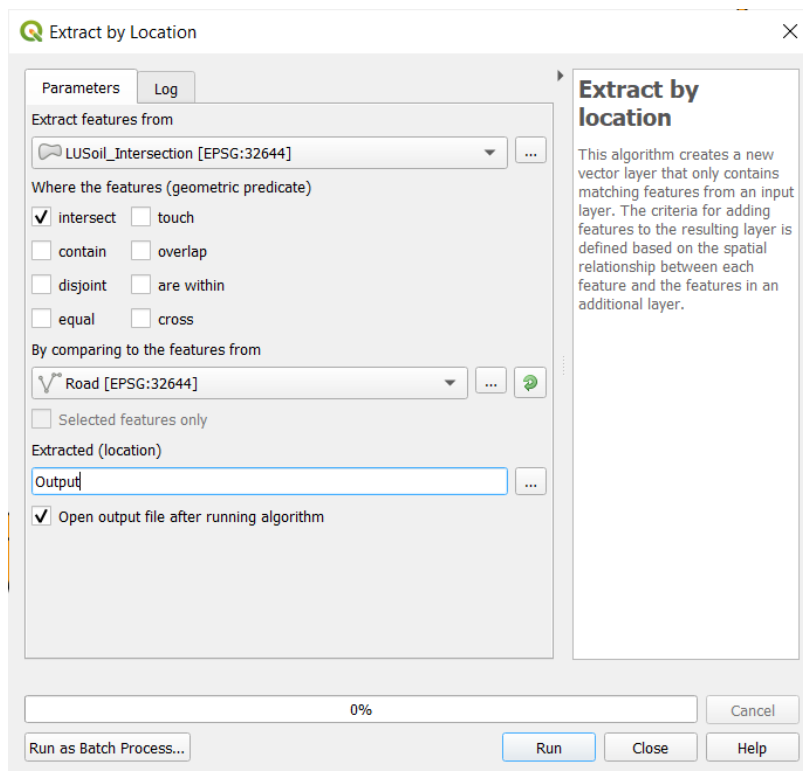 Extract by Location
Parameters Log
Extract features from
LUSoil_Intersection [EPSG:32644] ...
Where the features (geometric predicate)
intersect touch
contain overlap
disjoint are within
equal cross
By comparing to the features from
Road [EPSG:32644] ...
Selected features only
Extracted (location)
Output ...
Open output file after running algorithm
Extract by
location
This algorithm creates a new
vector layer that only contains
matching features from an input
layer. The criteria for adding
features to the resulting layer is
defined based on the spatial
relationship between each
feature and the features in an
additional layer.
0%
Cancel
Run as Batch Process... Run Close Help